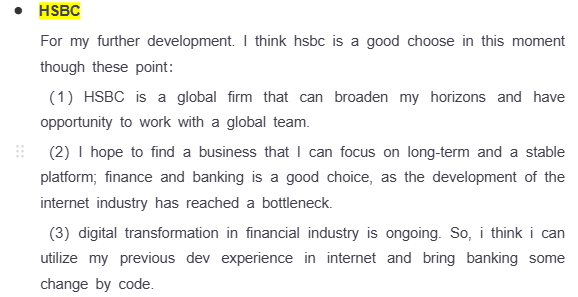 HSBC
For my further development. I think hsbc is a good choose in this moment
though these point:
(1) HSBC is a global firm that can broaden my horizons and have
opportunity to work with a global team.
(2) I hope to find a business that I can focus on long-term and a stable
platform; finance and banking is a good choice, as the development of the
internet industry has reached a bottleneck.
(3) digital transformation in financial industry is ongoing. So, i think i can
utilize my previous dev experience in internet and bring banking some
change by code.